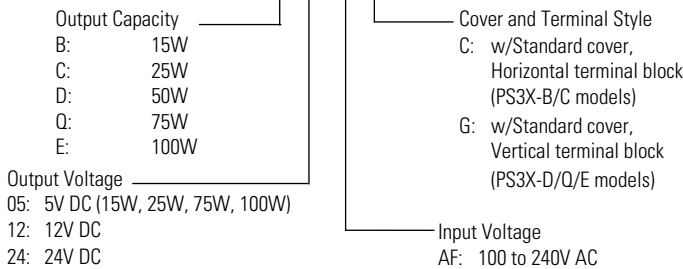 Output Capacity
B: 15W
C: 25W
D: 50W
Q: 75W
E: 100W
Output Voltage
05: 5V DC (15W, 25W, 75W, 100W)
12: 12V DC
24: 24V DC
Cover and Terminal Style
C: w/Standard cover,
Horizontal terminal block
(PS3X-B/C models)
G: w/Standard cover,
Vertical terminal block
(PS3X-D/Q/E models)
Input Voltage
AF: 100 to 240V AC